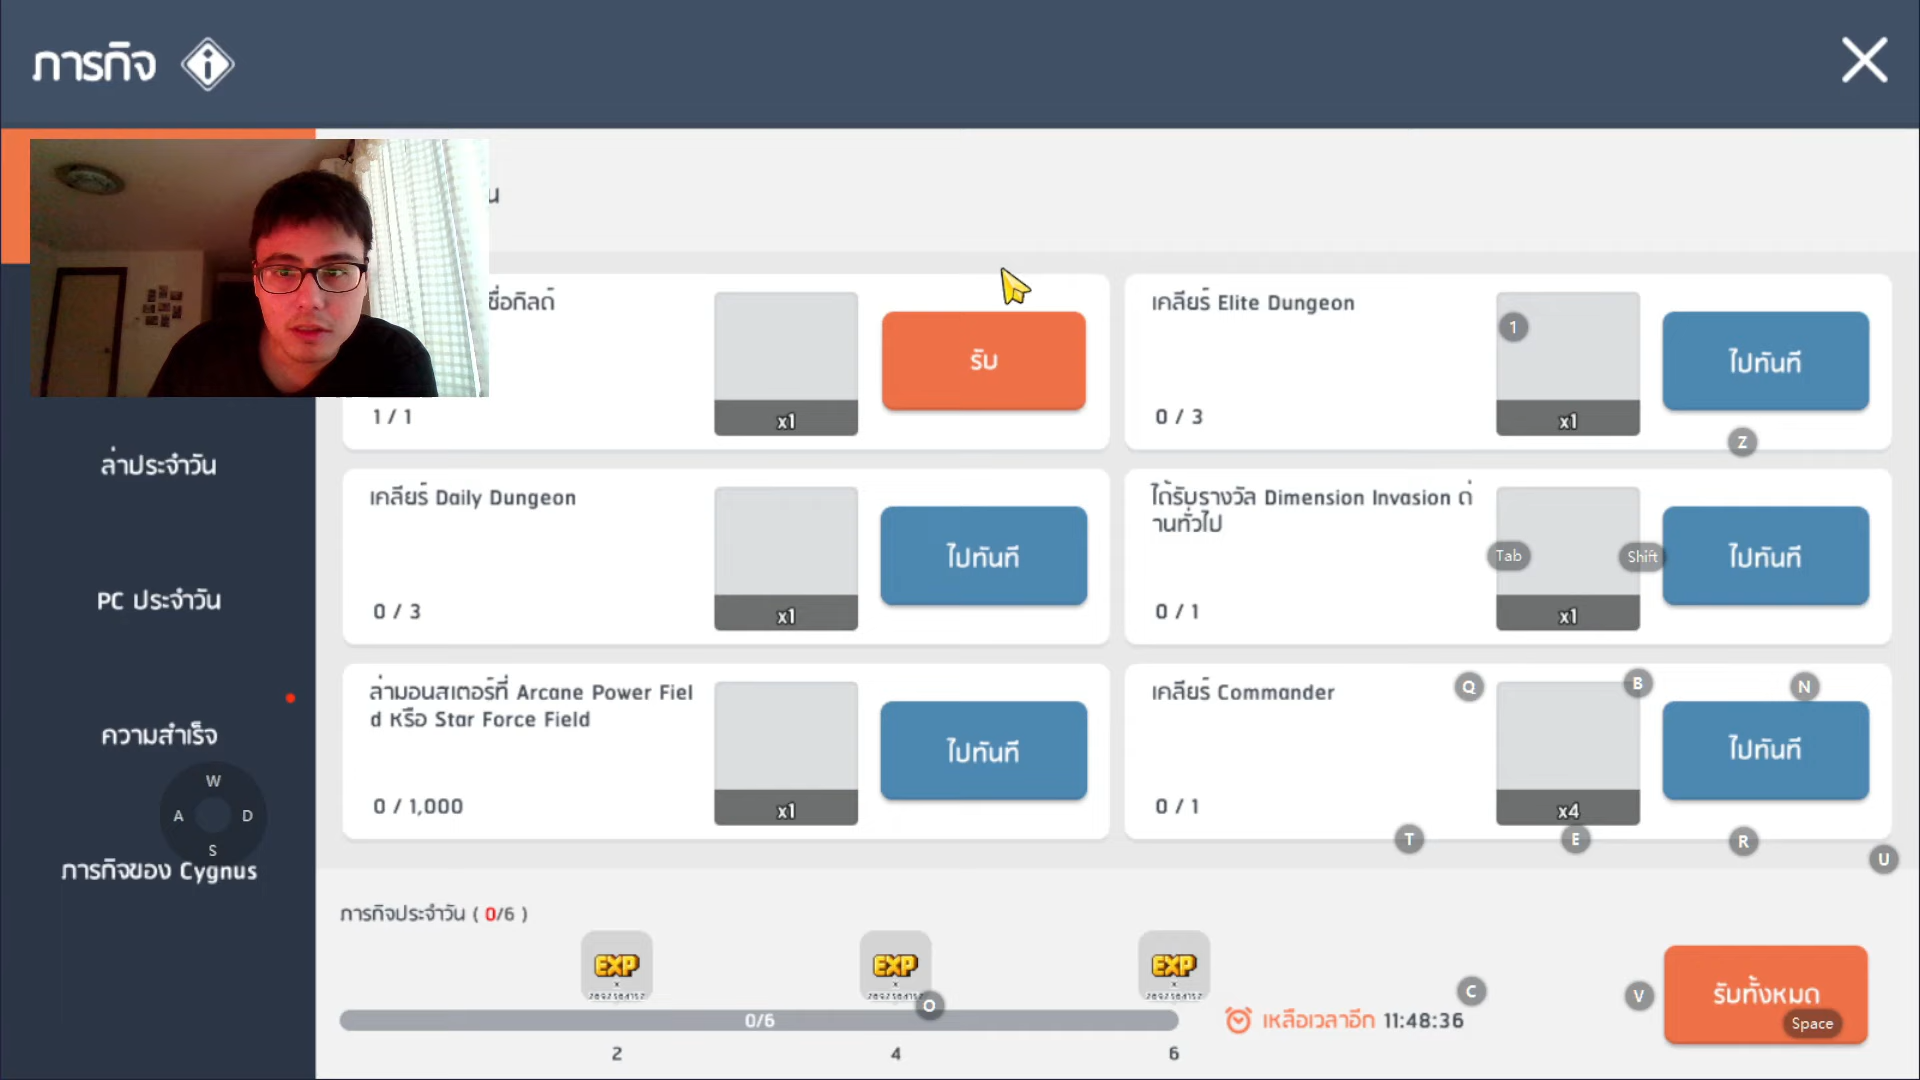 ภารกิจ
น
ชื่อกิลด์
1 / 1
x1
รับ
เคลียร์ Elite Dungeon
0 / 3
1
x1
ไปทันที
Z
ล่าประจำวัน
เคลียร์ Daily Dungeon
0 / 3
x1
ไปทันที
ได้รับรางวัล Dimension Invasion ด่
านทั่วไป
0 / 1
Tab
Shift
x1
ไปทันที
PC ประจำวัน
ล่ามอนสเตอร์ที่ Arcane Power Fiel
d หรือ Star Force Field
0 / 1,000
x1
ไปทันที
เคลียร์ Commander
0 / 1
Q
B
N
x4
ไปทันที
T
E
R
U
ความสำเร็จ
W
A
D
S
ภารกิจของ Cygnus
ภารกิจประจำวัน ( 0/6 )
EXP
x
EXP
x
EXP
x
O
0/6
2
4
6
เหลือเวลาอีก 11:48:36
C
V
รับทั้งหมด
Space